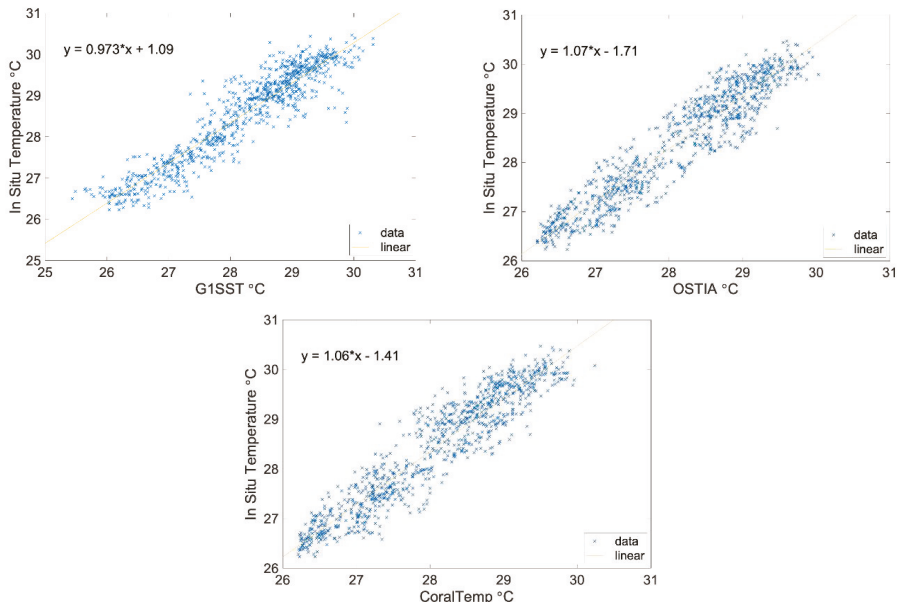 31
30
29
28
27
26
25
In Situ Temperature °C
y = 0.973*x + 1.09
data
linear
25 26 27 28 29 30 31
G1SST °C
31
30
29
28
27
26
In Situ Temperature °C
y = 1.07*x - 1.71
data
linear
26 27 28 29 30 31
OSTIA °C
31
30
29
28
27
26
In Situ Temperature °C
y = 1.06*x - 1.41
data
linear
26 27 28 29 30 31
CoralTemp °C